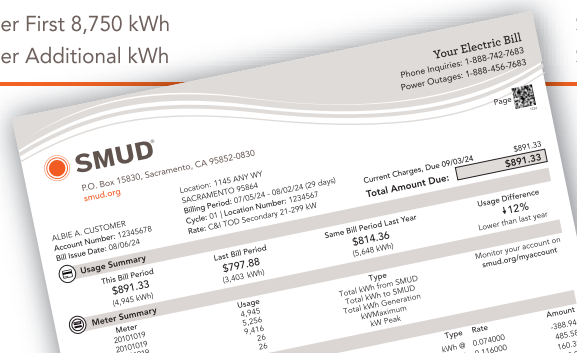 er First 8,750 kWh
er Additional kWh
Your Electric Bill
Phone Inquiries: 1-888-742-7683
Power Outages: 1-888-456-7683
Page
SMUD®
P.O. Box 15830, Sacramento, CA 95852-0830
smud.org
ALBIE A. CUSTOMER
Account Number: 12345678
Bill Issue Date: 08/06/24
Location: 1145 ANY WY
SACRAMENTO 95864
Billing Period: 07/05/24 - 08/02/24 (29 days)
Cycle: 01 | Location Number: 1234567
Rate: C&I TOD Secondary 21-299 kW
Current Charges, Due 09/03/24 $891.33
Total Amount Due: $891.33
Usage Summary
This Bill Period
$891.33
(4,945 kWh)
Last Bill Period
$797.88
(3,403 kWh)
Same Bill Period Last Year
$814.36
(5,648 kWh)
Usage Difference
↓12%
Lower than last year
Meter Summary
Monitor your account on
smud.org/myaccount
Meter Usage Type
20101019 4,945 Total kWh from SMUD
20101019 5,256 Total kWh to SMUD
20101019 9,416 Total kWh Generation
26 kWMaximum
26 kW Peak
Type Rate Amount
kWh @ 0.074000 -388.94
0.116000 485.58
160.3